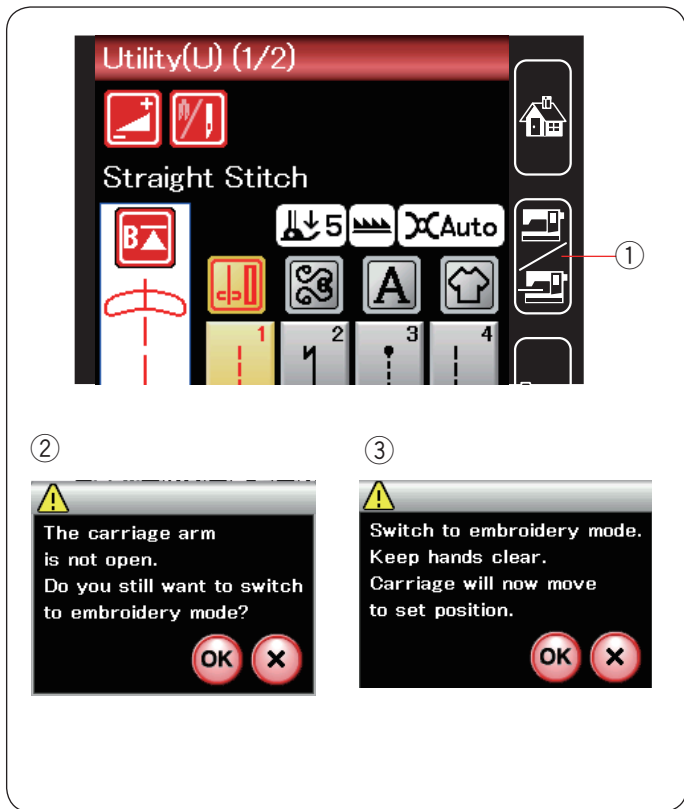 Utility(U) (1/2)
Straight Stitch
B
5
Auto
A
1
2
3
4
①
②
③
The carriage arm
is not open.
Do you still want to switch
to embroidery mode?
OK
×
Switch to embroidery mode.
Keep hands clear.
Carriage will now move
to set position.
OK
×